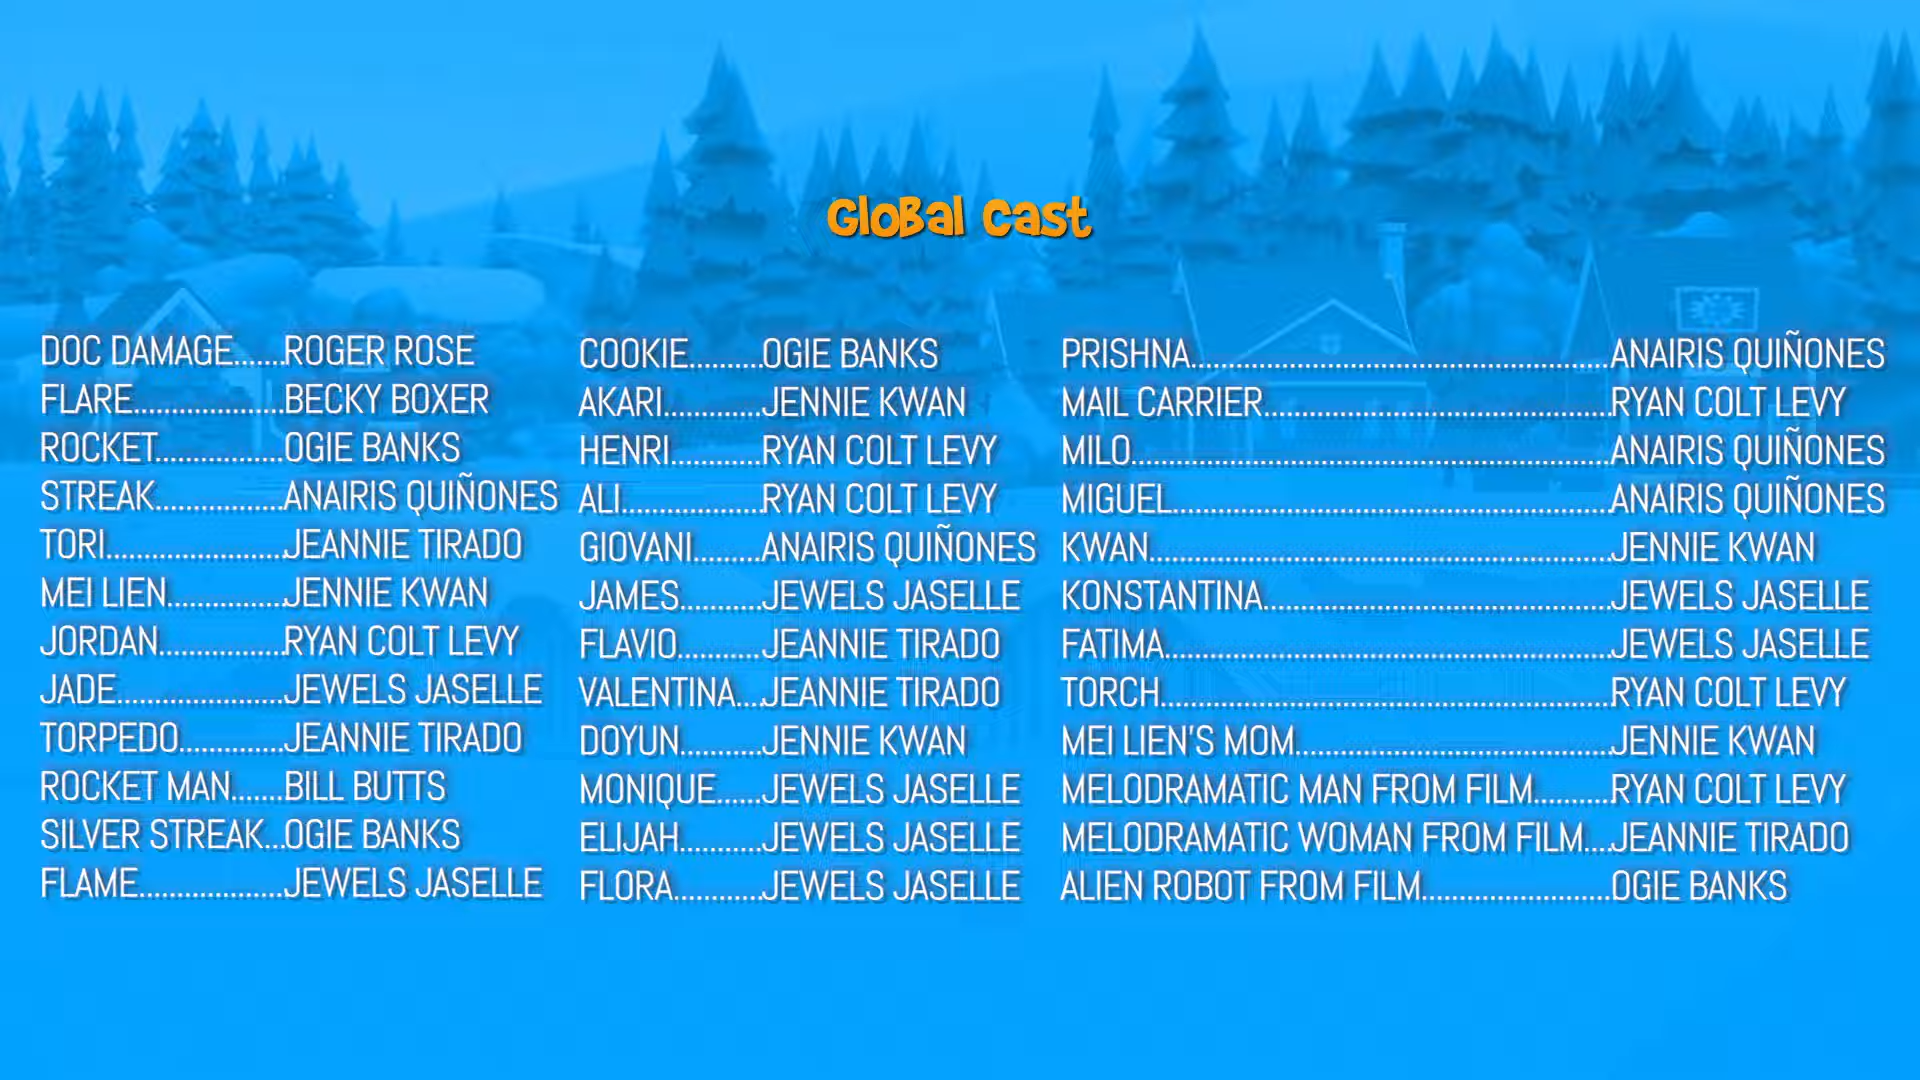 Global Cast
DOC DAMAGE.......ROGER ROSE
FLARE....................BECKY BOXER
ROCKET.................OGIE BANKS
STREAK.................ANAIRIS QUIÑONES
TORI........................JEANNIE TIRADO
MEI LIEN................JENNIE KWAN
JORDAN.................RYAN COLT LEVY
JADE......................JEWELS JASELLE
TORPEDO..............JEANNIE TIRADO
ROCKET MAN.......BILL BUTTS
SILVER STREAK...OGIE BANKS
FLAME...................JEWELS JASELLE
COOKIE..........OGIE BANKS
AKARI.............JENNIE KWAN
HENRI............RYAN COLT LEVY
ALI...................RYAN COLT LEVY
GIOVANI.........ANAIRIS QUIÑONES
JAMES...........JEWELS JASELLE
FLAVIO...........JEANNIE TIRADO
VALENTINA....JEANNIE TIRADO
DOYUN...........JENNIE KWAN
MONIQUE......JEWELS JASELLE
ELIJAH...........JEWELS JASELLE
FLORA............JEWELS JASELLE
PRISHNA.......................................................ANAIRIS QUIÑONES
MAIL CARRIER..............................................RYAN COLT LEVY
MILO...............................................................ANAIRIS QUIÑONES
MIGUEL..........................................................ANAIRIS QUIÑONES
KWAN.............................................................JENNIE KWAN
KONSTANTINA..............................................JEWELS JASELLE
FATIMA...........................................................JEWELS JASELLE
TORCH............................................................RYAN COLT LEVY
MEI LIEN'S MOM..........................................JENNIE KWAN
MELODRAMATIC MAN FROM FILM..........RYAN COLT LEVY
MELODRAMATIC WOMAN FROM FILM....JEANNIE TIRADO
ALIEN ROBOT FROM FILM.........................OGIE BANKS